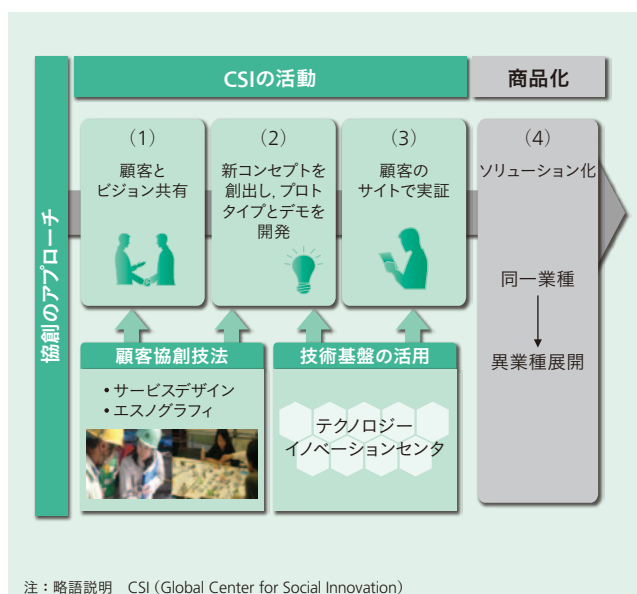 協創のアプローチ
CSIの活動
商品化
（1）
顧客と
ビジョン共有
（2）
新コンセプトを
創出し，プロト
タイプとデモを
開発
（3）
顧客の
サイトで実証
（4）
ソリューション化
同一業種
異業種展開
顧客協創技法
・サービスデザイン
・エスノグラフィ
技術基盤の活用
テクノロジー
イノベーションセンタ
注：略語説明　CSI（Global Center for Social Innovation）